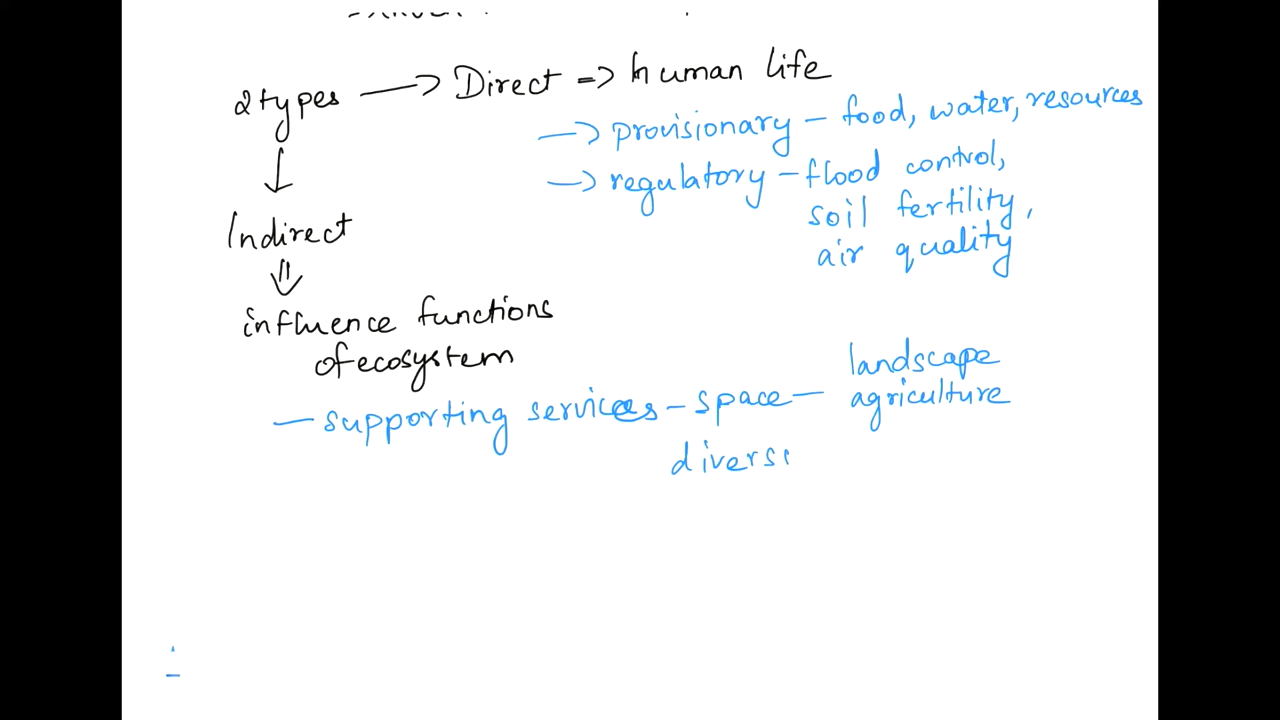 2 types —> Direct => human life
—> provisionary – food, water, resources
—> regulatory – flood control,
soil fertility,
air quality
Indirect
influence functions
of ecosystem
— supporting services – space – landscape
agriculture
diversi